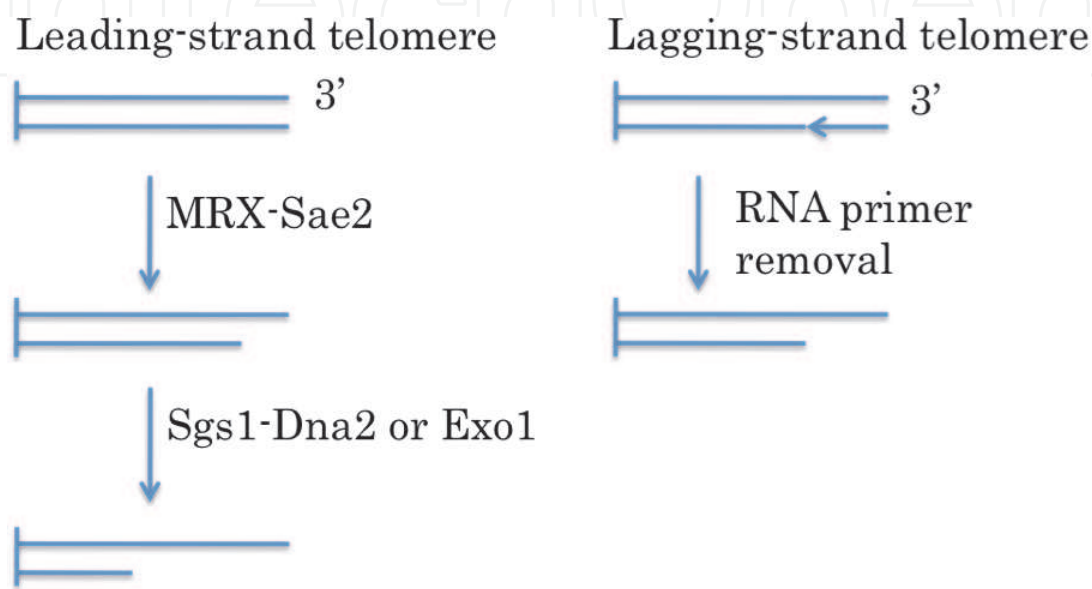 Leading-strand telomere
3’
MRX-Sae2
Sgs1-Dna2 or Exo1
Lagging-strand telomere
3’
RNA primer
removal